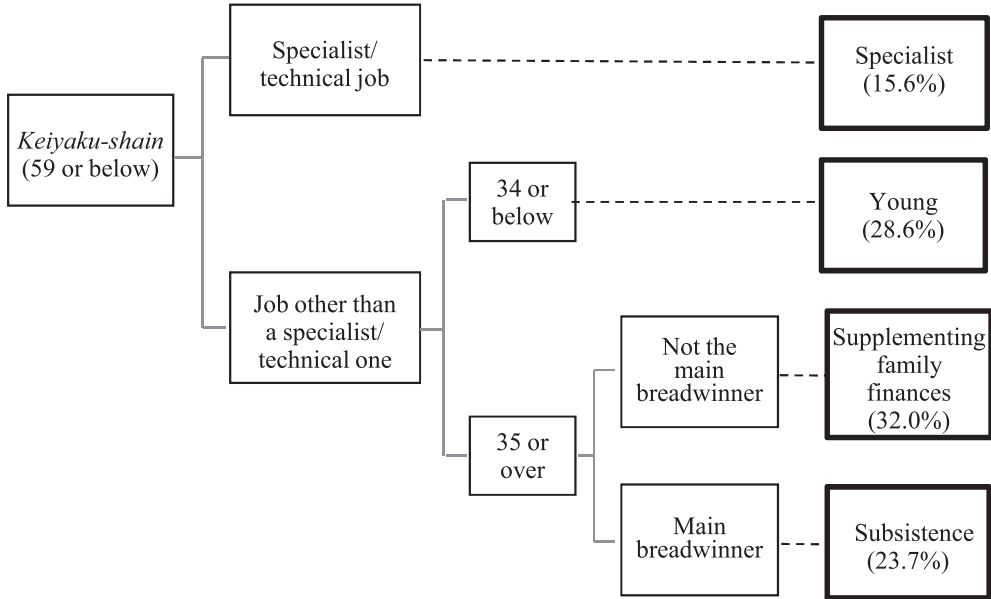 Specialist/
technical job
Specialist
(15.6%)
Keiyaku-shain
(59 or below)
34 or
below
Young
(28.6%)
Job other than
a specialist/
technical one
Not the
main
breadwinner
Supplementing
family
finances
(32.0%)
35 or
over
Main
breadwinner
Subsistence
(23.7%)